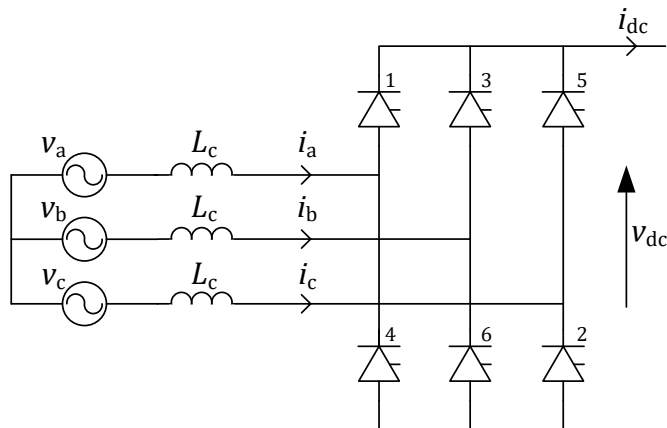 i_dc
1 3 5
v_a L_c i_a
v_b L_c i_b
v_dc
v_c L_c i_c
4 6 2